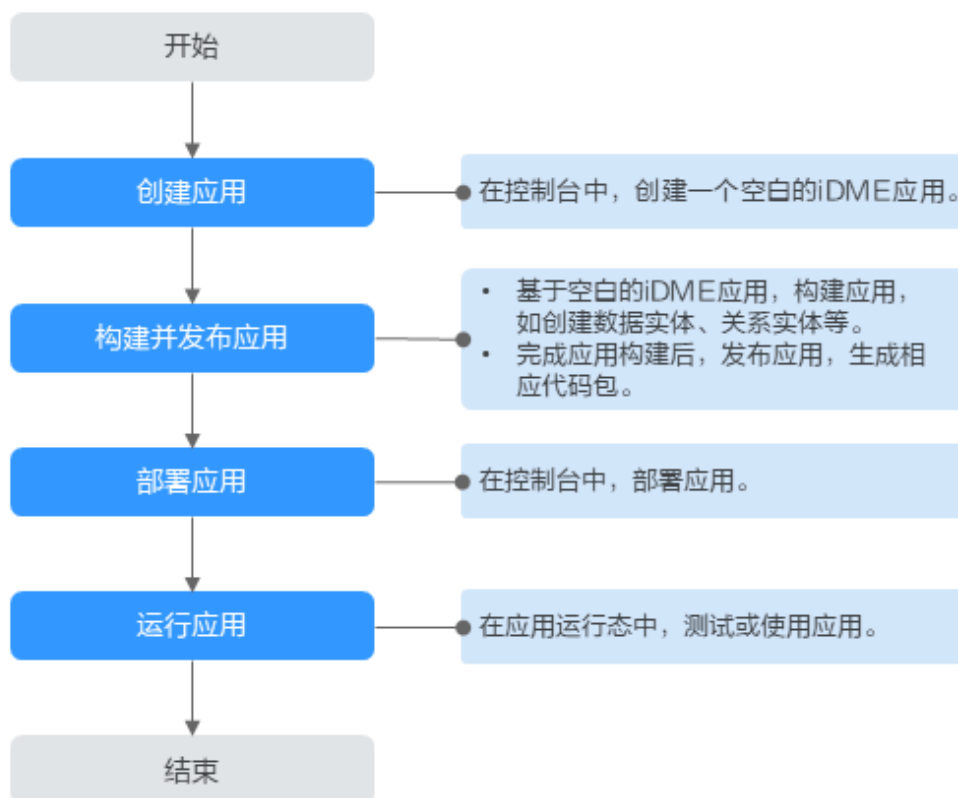 开始
创建应用
在控制台中，创建一个空白的iDME应用。
构建并发布应用
• 基于空白的iDME应用，构建应用，
如创建数据实体、关系实体等。
• 完成应用构建后，发布应用，生成相
应代码包。
部署应用
在控制台中，部署应用。
运行应用
在应用运行态中，测试或使用应用。
结束